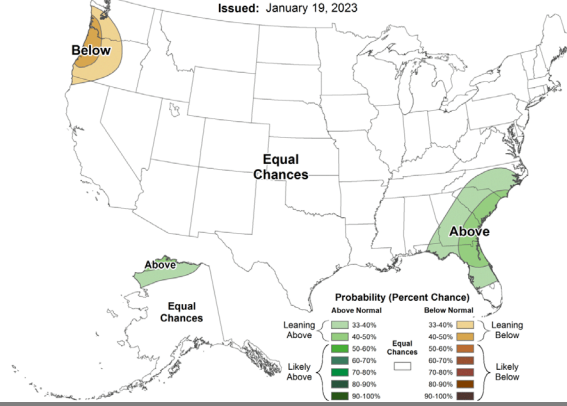 Issued: January 19, 2023
Below
Equal
Chances
Above
Above
Equal
Chances
Probability (Percent Chance)
Above Normal
Below Normal
Leaning
Above
33-40%
40-50%
50-60%
60-70%
70-80%
80-90%
90-100%
Likely
Above
Equal
Chances
33-40%
40-50%
50-60%
60-70%
70-80%
80-90%
90-100%
Leaning
Below
Likely
Below